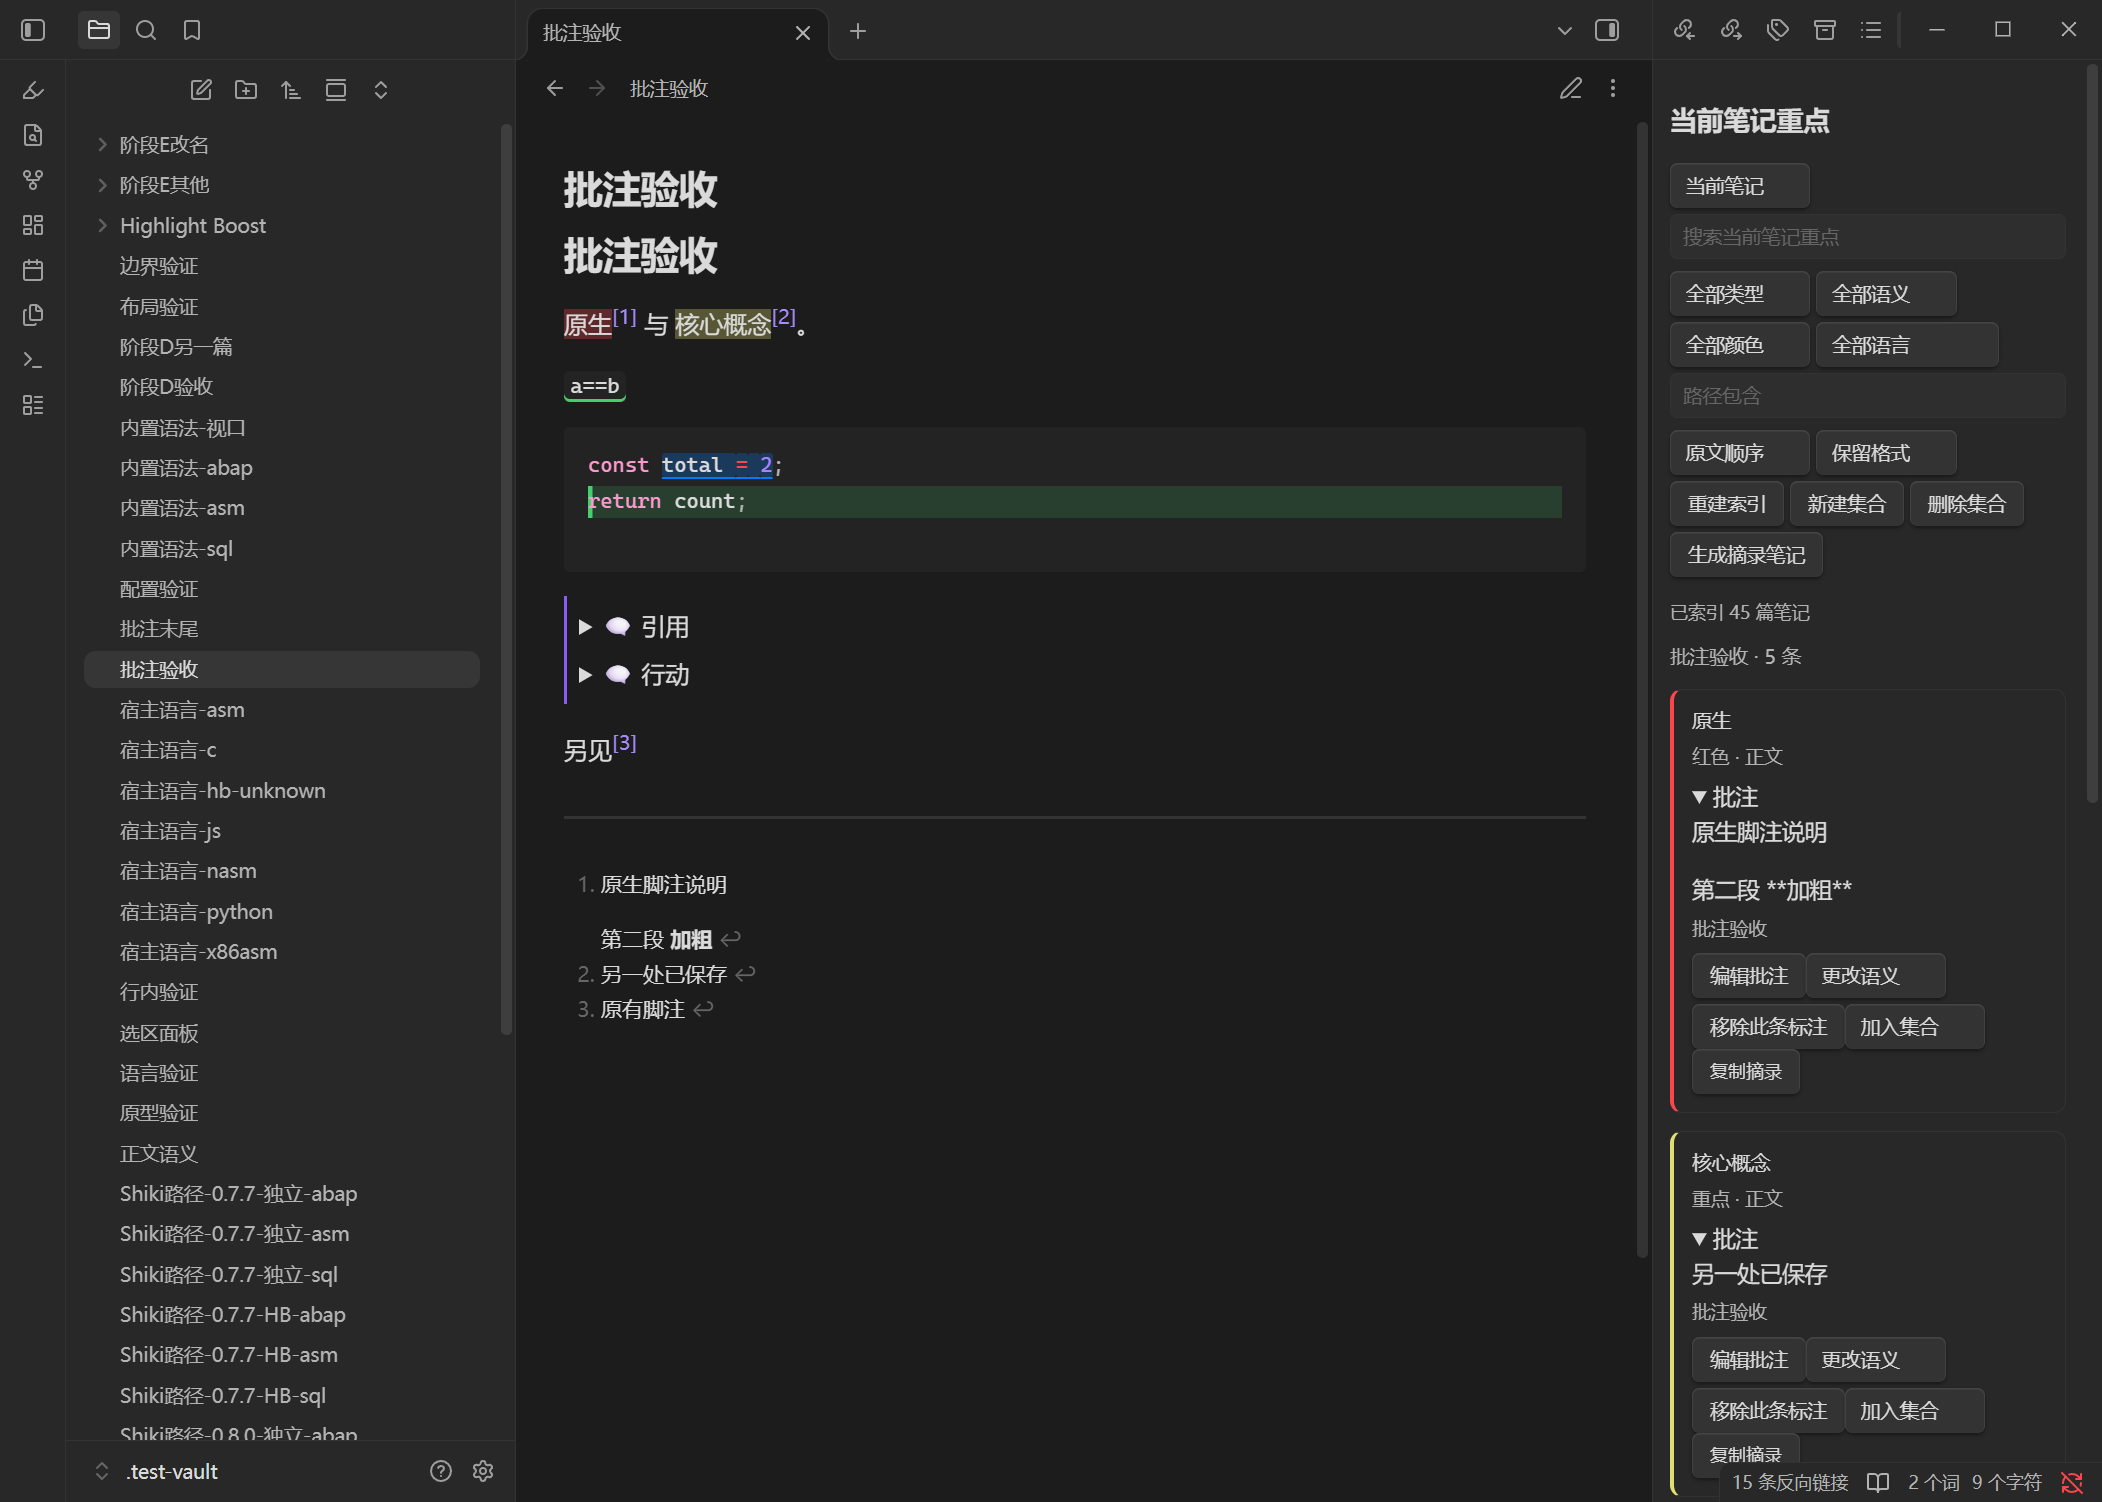 批注验收
阶段E改名
阶段E其他
Highlight Boost
边界验证
布局验证
阶段D另一篇
阶段D验收
内置语法-视口
内置语法-abap
内置语法-asm
内置语法-sql
配置验证
批注末尾
批注验收
宿主语言-asm
宿主语言-c
宿主语言-hb-unknown
宿主语言-js
宿主语言-nasm
宿主语言-python
宿主语言-x86asm
行内验证
选区面板
语言验证
原型验证
正文语义
Shiki路径-0.7.7-独立-abap
Shiki路径-0.7.7-独立-asm
Shiki路径-0.7.7-独立-sql
Shiki路径-0.7.7-HB-abap
Shiki路径-0.7.7-HB-asm
Shiki路径-0.7.7-HB-sql
Shiki路径-0.8.0-独立-abap
.test-vault
批注验收
批注验收
批注验收
原生[1] 与 核心概念[2]。
a==b
const total = 2;
return count;
引用
行动
另见[3]
1. 原生脚注说明
第二段 加粗
2. 另一处已保存
3. 原有脚注
当前笔记重点
当前笔记
搜索当前笔记重点
全部类型 全部语义
全部颜色 全部语言
路径包含
原文顺序 保留格式
重建索引 新建集合 删除集合
生成摘录笔记
已索引 45 篇笔记
批注验收 · 5 条
原生
红色 · 正文
批注
原生脚注说明
第二段 **加粗**
批注验收
编辑批注 更改语义
移除此条标注 加入集合
复制摘录
核心概念
重点 · 正文
批注
另一处已保存
批注验收
编辑批注 更改语义
移除此条标注 加入集合
复制摘录
15 条反向链接 2 个词 9 个字符